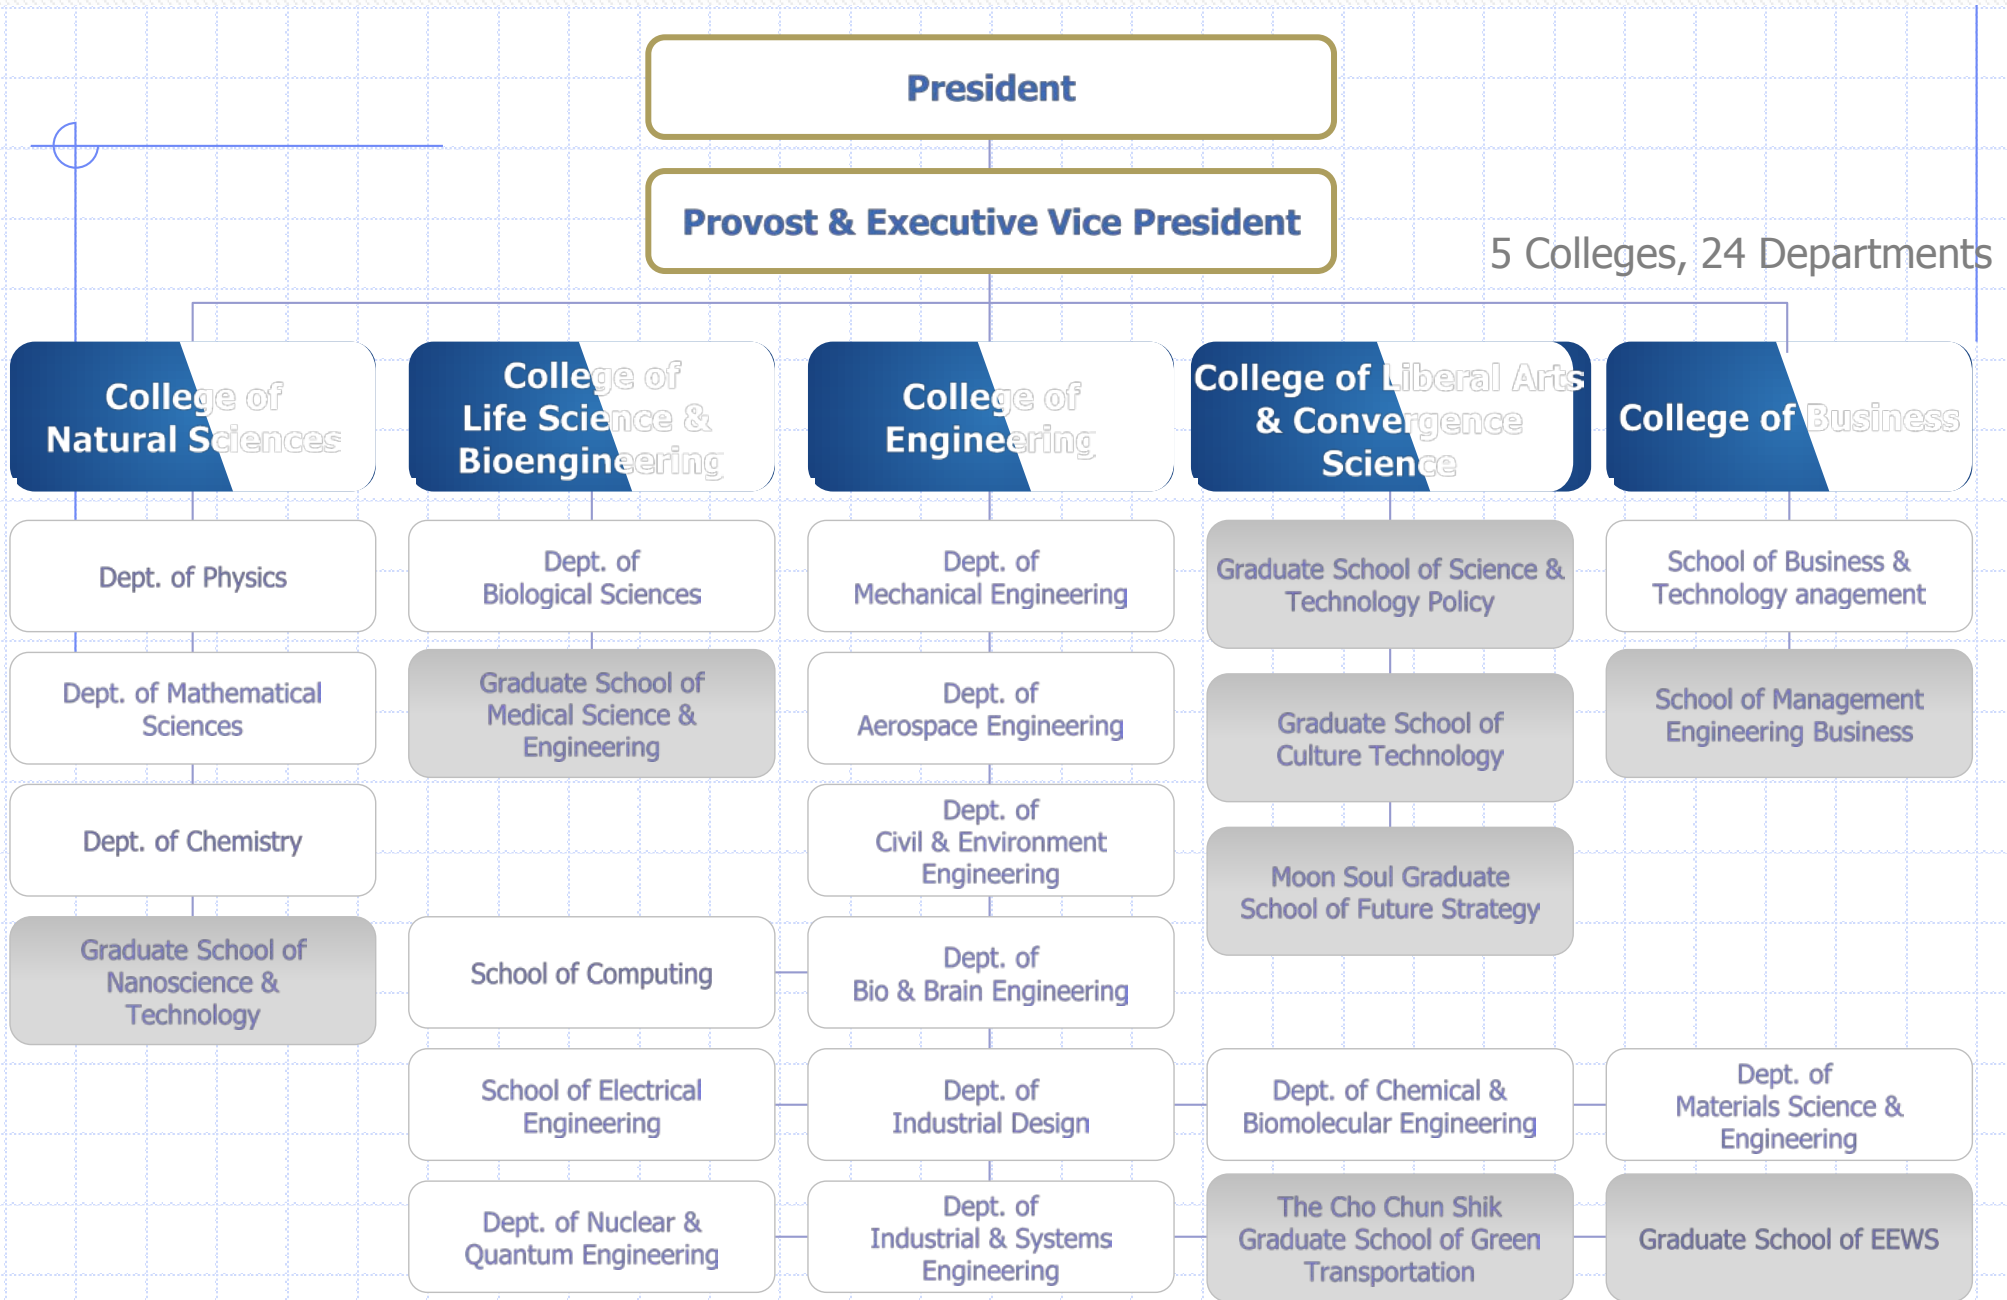 President
Provost & Executive Vice President
5 Colleges, 24 Departments
College of
Natural Sciences
College of
Life Science &
Bioengineering
College of
Engineering
College of Liberal Arts
& Convergence
Science
College of Business
Dept. of Physics
Dept. of
Biological Sciences
Dept. of
Mechanical Engineering
Graduate School of Science &
Technology Policy
School of Business &
Technology anagement
Dept. of Mathematical
Sciences
Graduate School of
Medical Science &
Engineering
Dept. of
Aerospace Engineering
Graduate School of
Culture Technology
School of Management
Engineering Business
Dept. of Chemistry
Dept. of
Civil & Environment
Engineering
Moon Soul Graduate
School of Future Strategy
Graduate School of
Nanoscience &
Technology
School of Computing
Dept. of
Bio & Brain Engineering
School of Electrical
Engineering
Dept. of
Industrial Design
Dept. of Chemical &
Biomolecular Engineering
Dept. of
Materials Science &
Engineering
Dept. of Nuclear &
Quantum Engineering
Dept. of
Industrial & Systems
Engineering
The Cho Chun Shik
Graduate School of Green
Transportation
Graduate School of EEWS